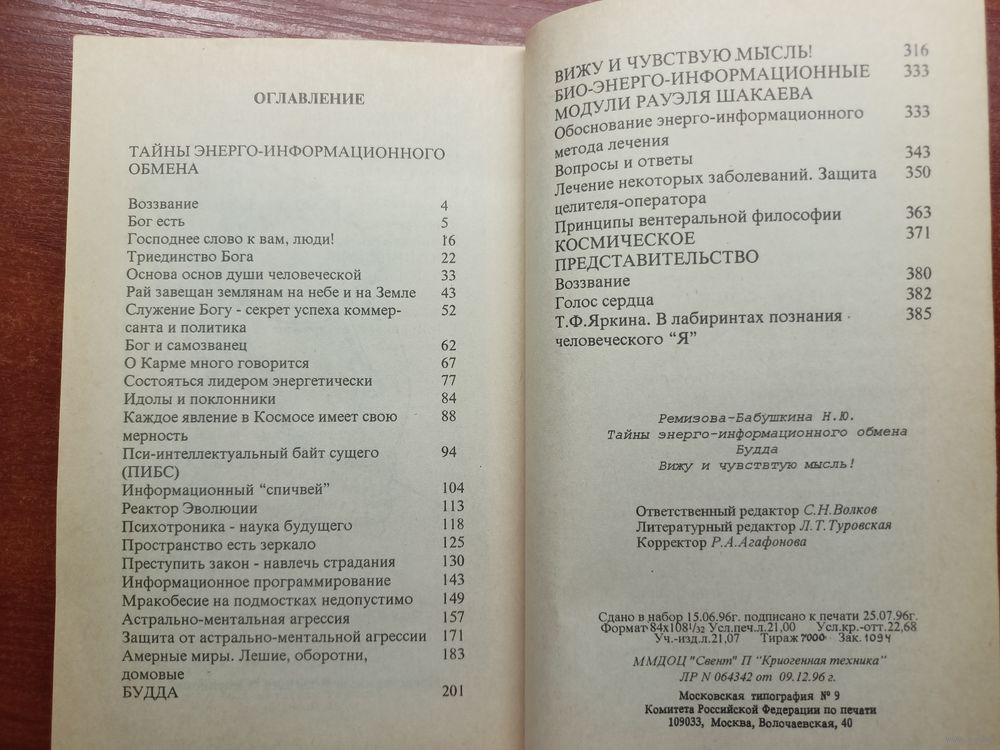 ОГЛАВЛЕНИЕ
ТАЙНЫ ЭНЕРГО-ИНФОРМАЦИОННОГО
ОБМЕНА
Воззвание 4
Бог есть 5
Господнее слово к вам, люди! 16
Триединство Бога 22
Основа основ души человеческой 33
Рай завещан землянам на небе и на Земле 43
Служение Богу - секрет успеха коммер- 52
санта и политика
Бог и самозванец 62
О Карме много говорится 67
Состояться лидером энергетически 77
Идолы и поклонники 84
Каждое явление в Космосе имеет свою 88
мерность
Пси-интеллектуальный байт сущего 94
(ПИБС)
Информационный “спичвей” 104
Реактор Эволюции 113
Психотроника - наука будущего 118
Пространство есть зеркало 125
Преступить закон - навлечь страдания 130
Информационное программирование 143
Мракобесие на подмостках недопустимо 149
Астрально-ментальная агрессия 157
Защита от астрально-ментальной агрессии 171
Амерные миры. Лешие, оборотни, 183
домовые
БУДДА 201
ВИЖУ И ЧУВСТВУЮ МЫСЛЬ! 316
БИО-ЭНЕРГО-ИНФОРМАЦИОННЫЕ 333
МОДУЛИ РАУЭЛЯ ШАКАЕВА
Обоснование энерго-информационного 333
метода лечения
Вопросы и ответы 343
Лечение некоторых заболеваний. Защита 350
целителя-оператора
Принципы вентеральной философии 363
КОСМИЧЕСКОЕ 371
ПРЕДСТАВИТЕЛЬСТВО
Воззвание 380
Голос сердца 382
Т.Ф.Яркина. В лабиринтах познания 385
человеческого “Я”
Ремизова-Бабушкина Н.Ю.
Тайны энерго-информационного обмена
Будда
Вижу и чувствтую мысль!
Ответственный редактор С.Н.Волков
Литературный редактор Л.Т.Туровская
Корректор Р.А.Агафонова
Сдано в набор 15.06.96г. подписано к печати 25.07.96г.
Формат 84х108 1/32 Усл.печ.л.21,00 Усл.кр.-отт.22,68
Уч.-изд.л.21,07 Тираж 7000 Зак. 1094
ММДОЦ "Свент" П "Криогенная техника"
ЛР N 064342 от 09.12.96 г.
Московская типография № 9
Комитета Российской Федерации по печати
109033, Москва, Волочаевская, 40